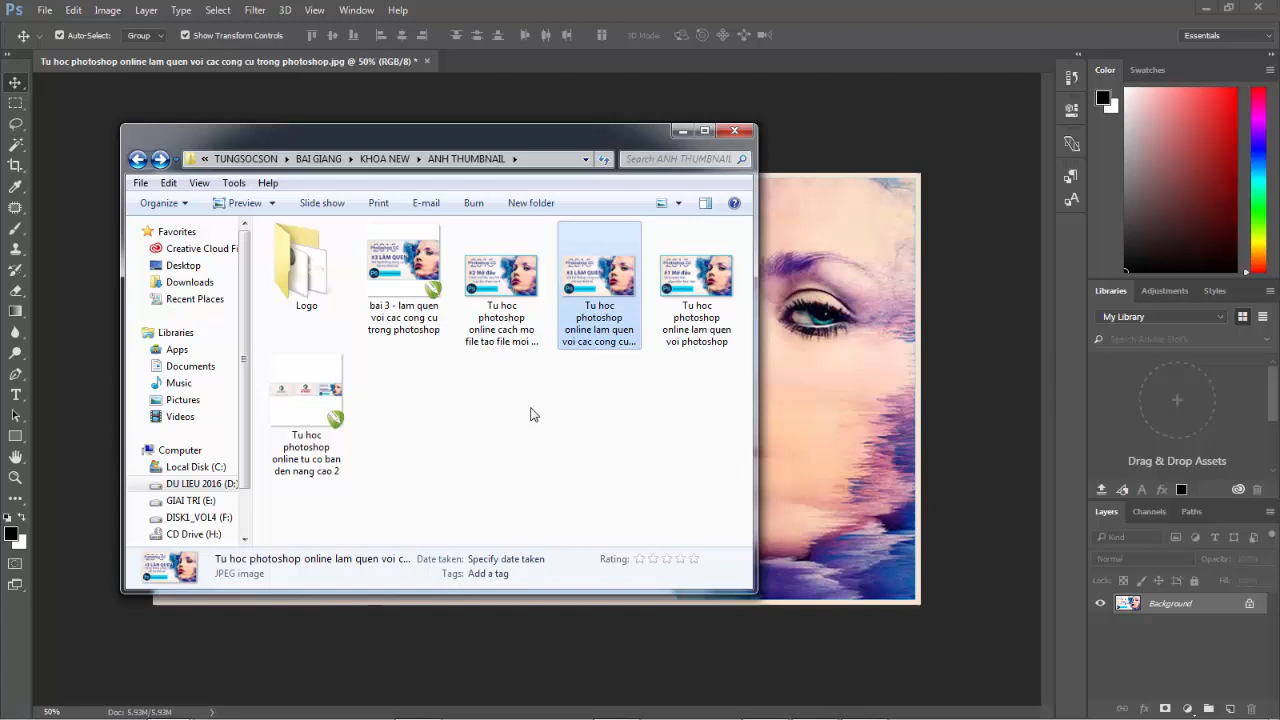 Ps File Edit Image Layer Type Select Filter 3D View Window Help
Auto-Select: Group Show Transform Controls 3D Mode: Essentials
Tu hoc photoshop online lam quen voi cac cong cu trong photoshop.jpg @ 50% (RGB/8) *
Color Swatches
« TUNGSOCSON BAI GIANG KHOA NEW ANH THUMBNAIL Search ANH THUMBNAIL
File Edit View Tools Help
Organize Preview Slide show Print E-mail Burn New folder
Favorites
Creative Cloud Fi
Desktop
Downloads
Recent Places
Libraries
Apps
Documents
Music
Pictures
Videos
Computer
Local Disk (C:)
DU LIEU 2016 (D:)
GIAI TRI (E:)
DISK1_VOL4 (F:)
CD Drive (H:)
Logo
bai 3 - lam quen
voi cac cong cu
trong photoshop
Tu hoc
photoshop
online cach mo
file tao file moi ...
Tu hoc
photoshop
online lam quen
voi cac cong cu...
Tu hoc
photoshop
online lam quen
voi photoshop
Tu hoc
photoshop
online tu co ban
den nang cao 2
Tu hoc photoshop online lam quen voi c... Date taken: Specify date taken Rating:
JPEG image Tags: Add a tag
Libraries Adjustments Styles
My Library
Search Adobe Stock
Drag & Drop Assets
Layers Channels Paths
Kind
Normal Opacity: 100%
Lock: Fill: 100%
Background
50% Doc: 5.93M/5.93M